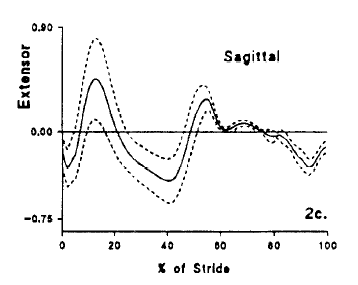 0.90
Sagittal
Extensor
0.00
-0.75
2c.
0 20 40 60 80 100
% of Stride